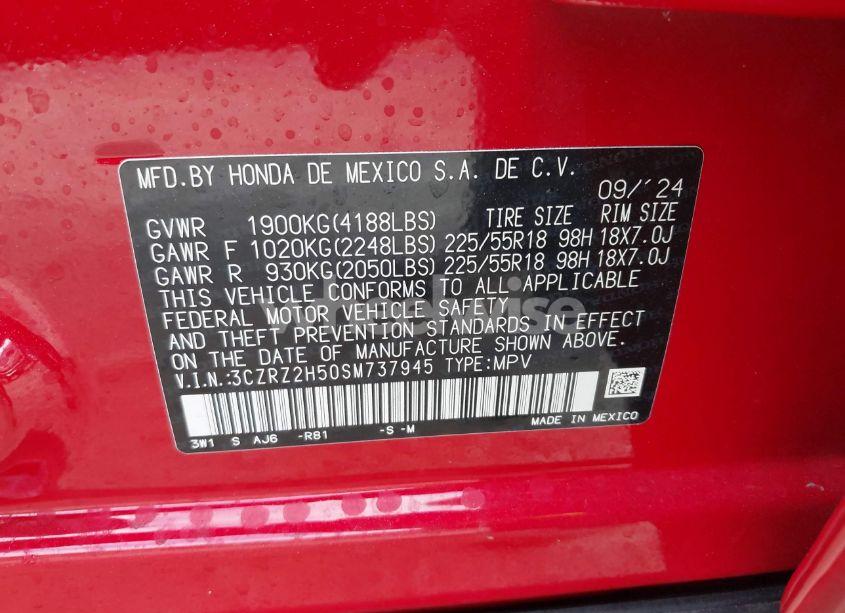 MFD.BY HONDA DE MEXICO S.A. DE C.V.
09/'24
GVWR 1900KG(4188LBS) TIRE SIZE RIM SIZE
GAWR F 1020KG(2248LBS) 225/55R18 98H 18X7.0J
GAWR R 930KG(2050LBS) 225/55R18 98H 18X7.0J
THIS VEHICLE CONFORMS TO ALL APPLICABLE
FEDERAL MOTOR VEHICLE SAFETY
AND THEFT PREVENTION STANDARDS IN EFFECT
ON THE DATE OF MANUFACTURE SHOWN ABOVE.
V.I.N.:3CZRZ2H50SM737945 TYPE:MPV
3W1 S AJ6 -R81 -S -M
MADE IN MEXICO